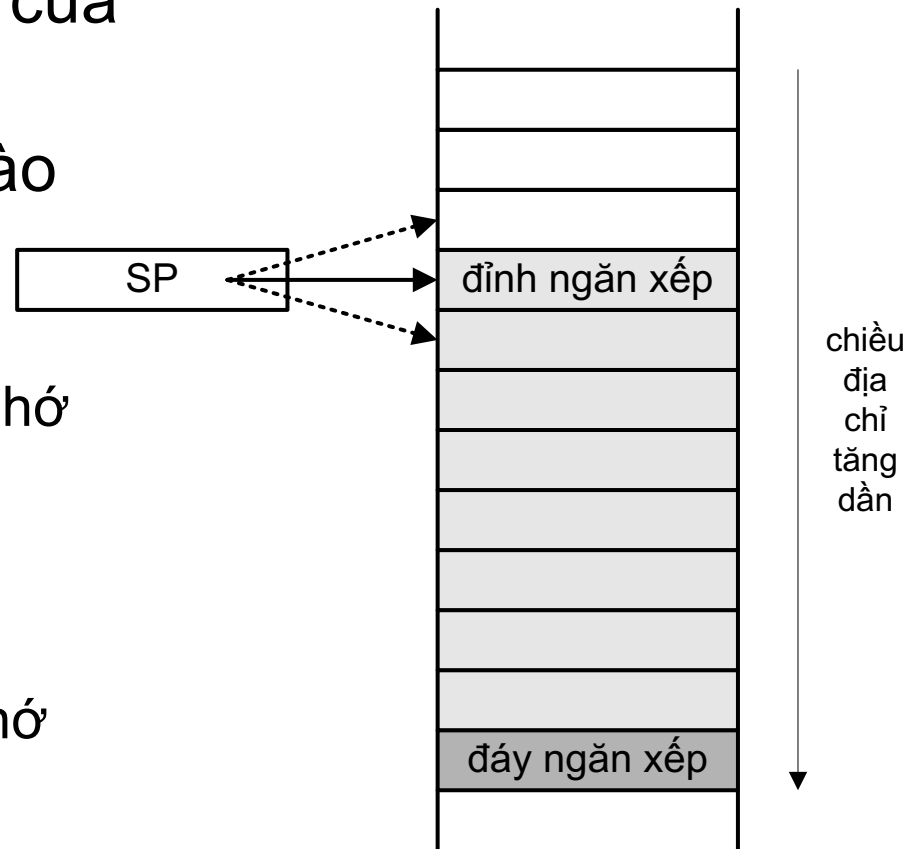 của
ào
SP
đỉnh ngăn xếp
hớ
chiều
địa
chỉ
tăng
dần
hớ
đáy ngăn xếp